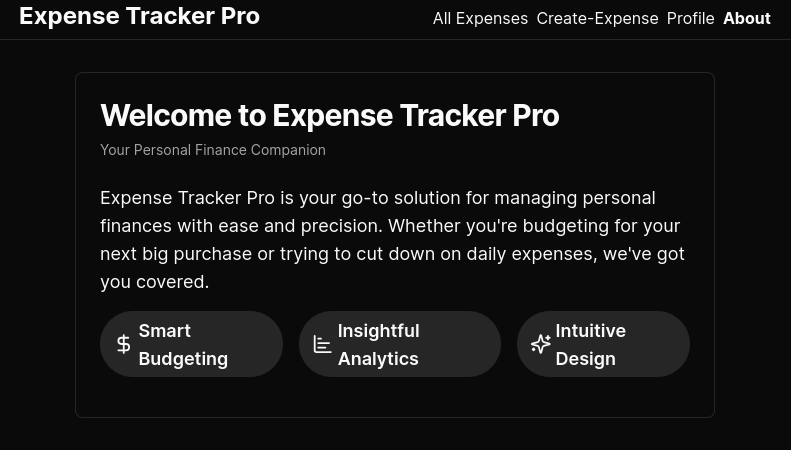 Expense Tracker Pro
All Expenses Create-Expense Profile About
Welcome to Expense Tracker Pro
Your Personal Finance Companion
Expense Tracker Pro is your go-to solution for managing personal
finances with ease and precision. Whether you're budgeting for your
next big purchase or trying to cut down on daily expenses, we've got
you covered.
Smart
Budgeting
Insightful
Analytics
Intuitive
Design